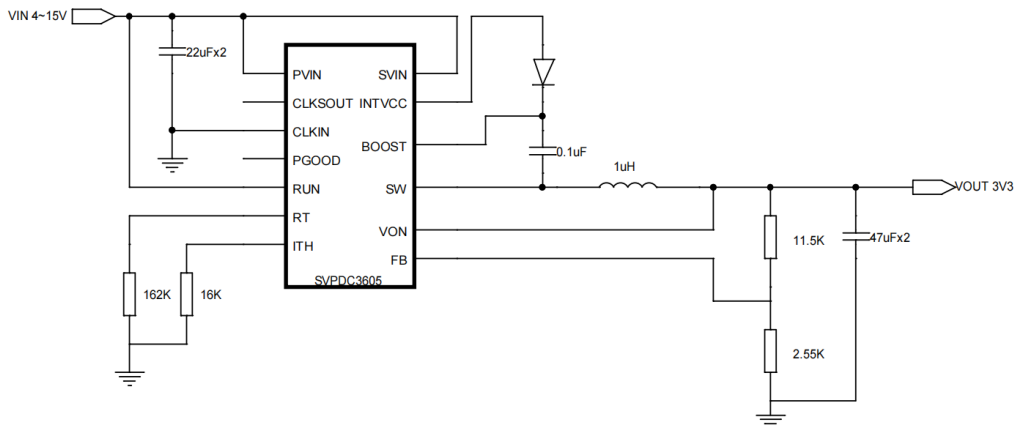 VIN 4~15V
22uFx2
PVIN
SVIN
CLKSOUT
INTVCC
CLKIN
BOOST
0.1uF
PGOOD
1uH
RUN
SW
VOUT 3V3
RT
VON
11.5K
47uFx2
ITH
FB
SVPDC3605
162K
16K
2.55K